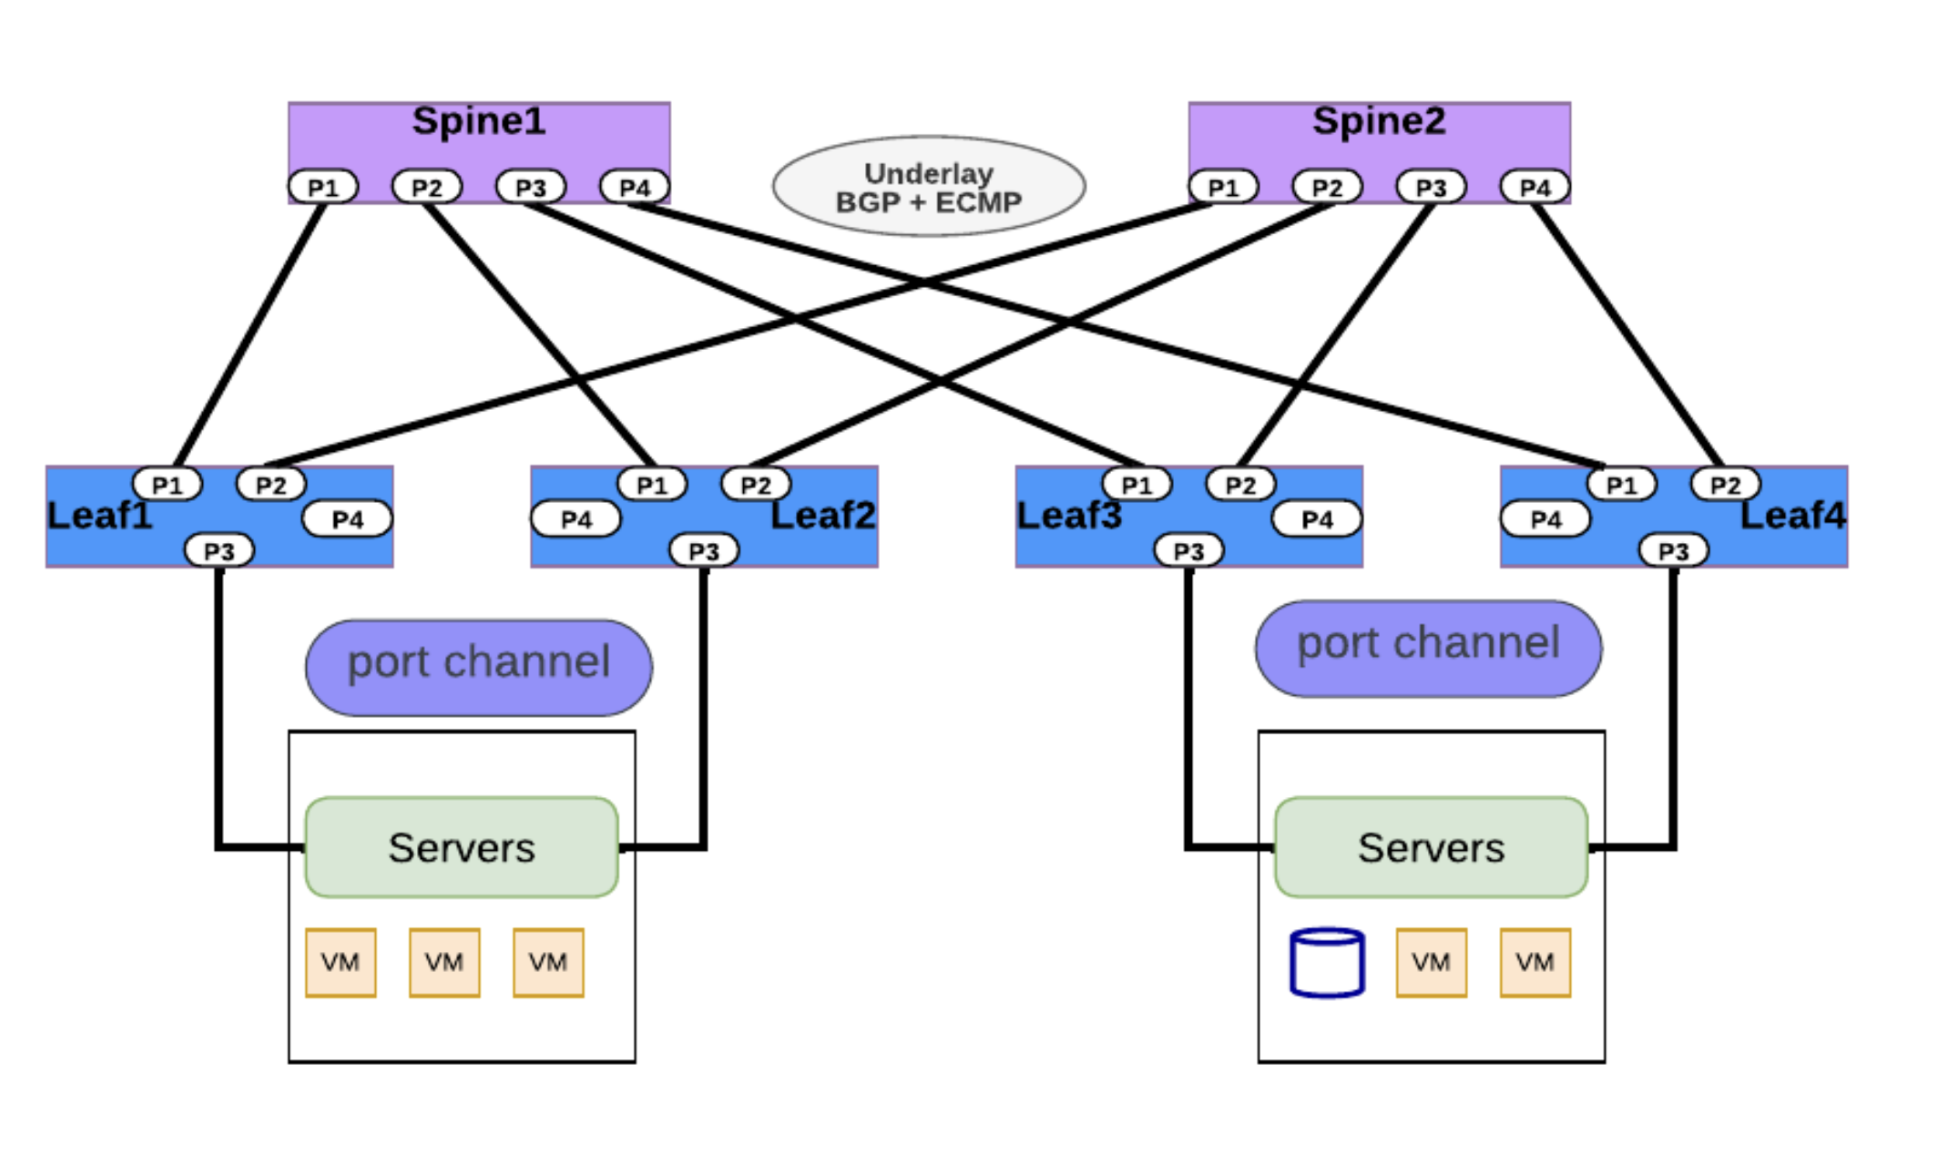 Spine1
P1 P2 P3 P4
Underlay
BGP + ECMP
Spine2
P1 P2 P3 P4
Leaf1
P1 P2
P4
P3
Leaf2
P1 P2
P4
P3
Leaf3
P1 P2
P4
P3
Leaf4
P1 P2
P4
P3
port channel
port channel
Servers
VM VM VM
Servers
VM VM